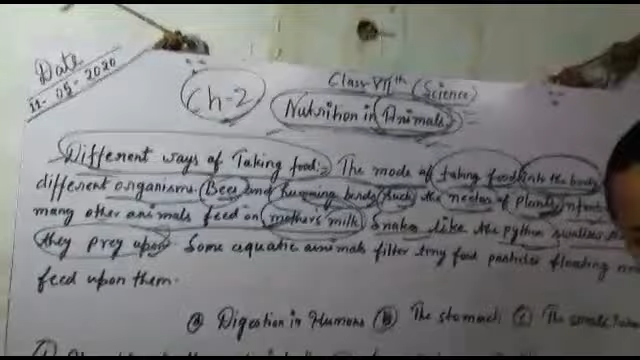 Date
11-05-2020
Class-VIIth (Science)
Ch-2
Nutrition in Animals
Different ways of Taking food:- The mode of taking food into the body
different organisms. Bees and humming birds suck the nectar of plants, infants
many other animals feed on mother's milk. Snakes like the python swallow
they prey upon. Some aquatic animals filter tiny food particles floating
feed upon them.
(a) Digestion in Humans (b) The stomach (c) The small